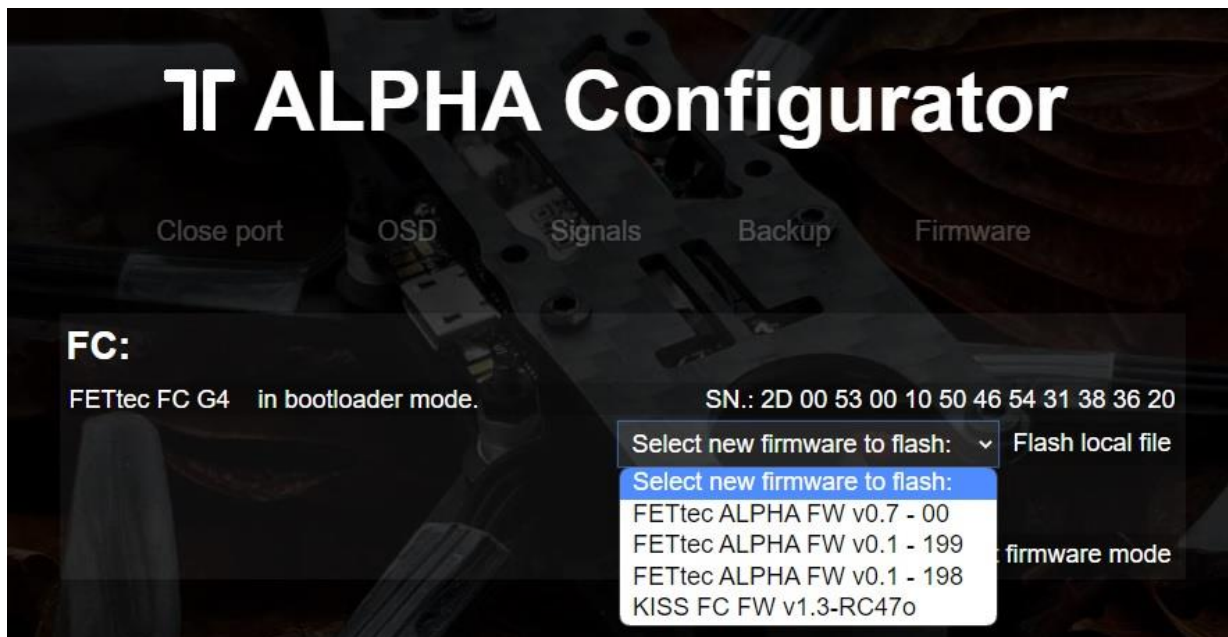 ALPHA Configurator
Close port OSD Signals Backup Firmware
FC:
FETtec FC G4 in bootloader mode. SN.: 2D 00 53 00 10 50 46 54 31 38 36 20
Select new firmware to flash: Flash local file
Select new firmware to flash:
FETtec ALPHA FW v0.7 - 00
FETtec ALPHA FW v0.1 - 199
FETtec ALPHA FW v0.1 - 198
firmware mode
KISS FC FW v1.3-RC47o